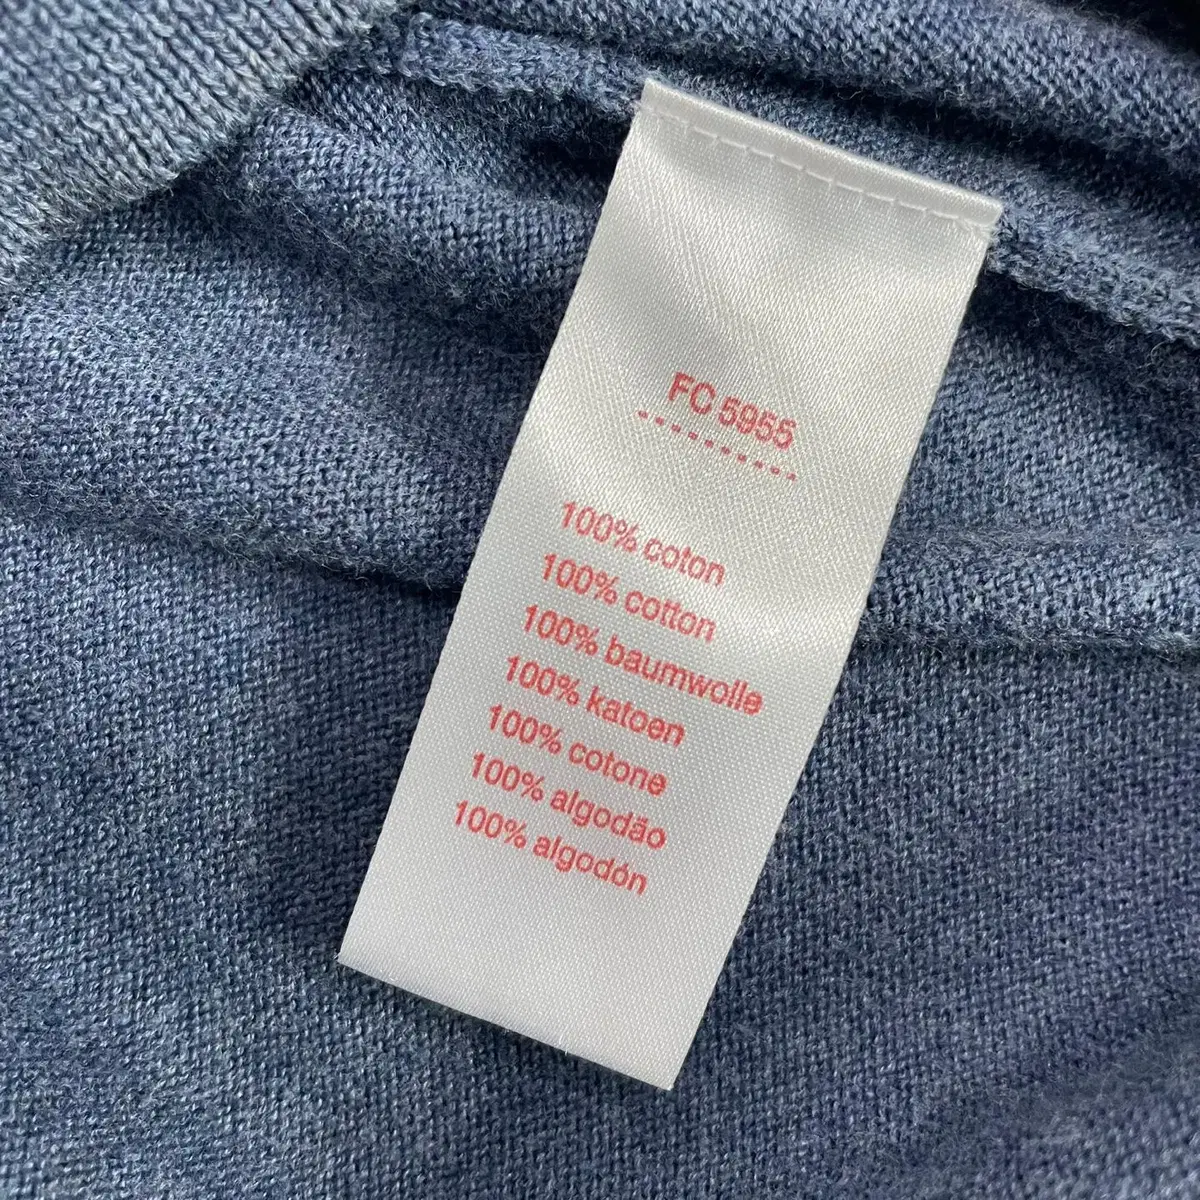 FC 5955
100% coton
100% cotton
100% baumwolle
100% katoen
100% cotone
100% algodão
100% algodón